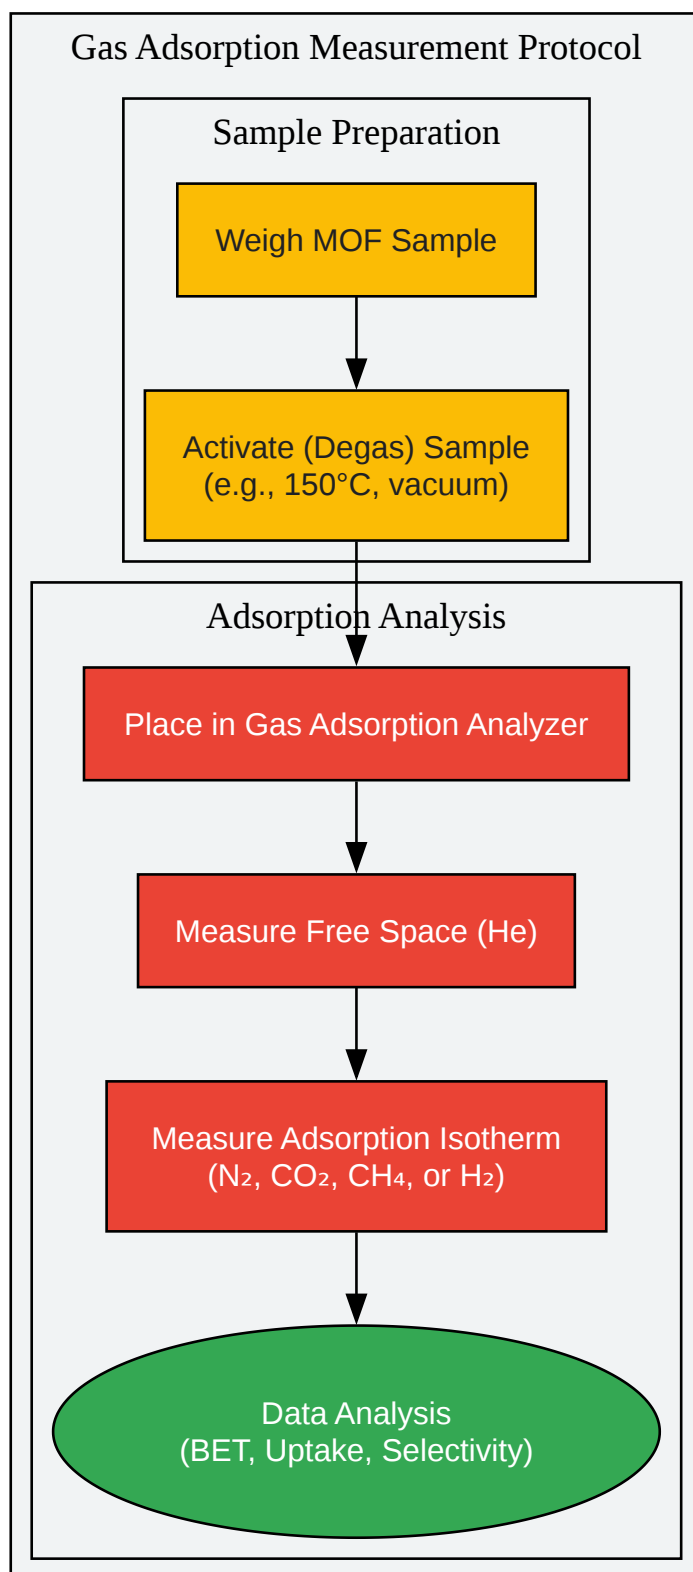 Gas Adsorption Measurement Protocol
Sample Preparation
Weigh MOF Sample
Activate (Degas) Sample
(e.g., 150°C, vacuum)
Adsorption Analysis
Place in Gas Adsorption Analyzer
Measure Free Space (He)
Measure Adsorption Isotherm
(N₂, CO₂, CH₄, or H₂)
Data Analysis
(BET, Uptake, Selectivity)